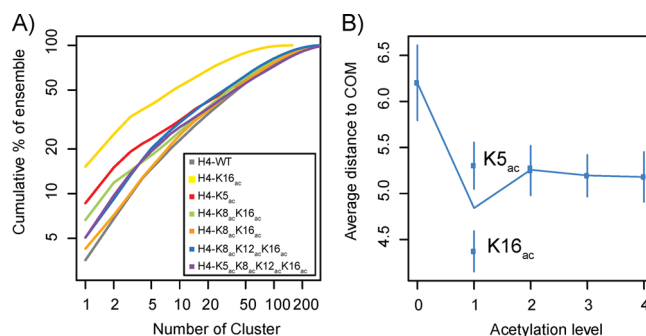 A)
Cumulative % of ensemble
100
50
20
10
5
H4-WT
H4-K16ac
H4-K5ac
H4-K8acK16ac
H4-K8acK16ac
H4-K8acK12acK16ac
H4-K5acK8acK12acK16ac
1 2 5 10 20 50 100 200
Number of Cluster
B)
Average distance to COM
6.5
6.0
5.5
5.0
4.5
K5ac
K16ac
0 1 2 3 4
Acetylation level